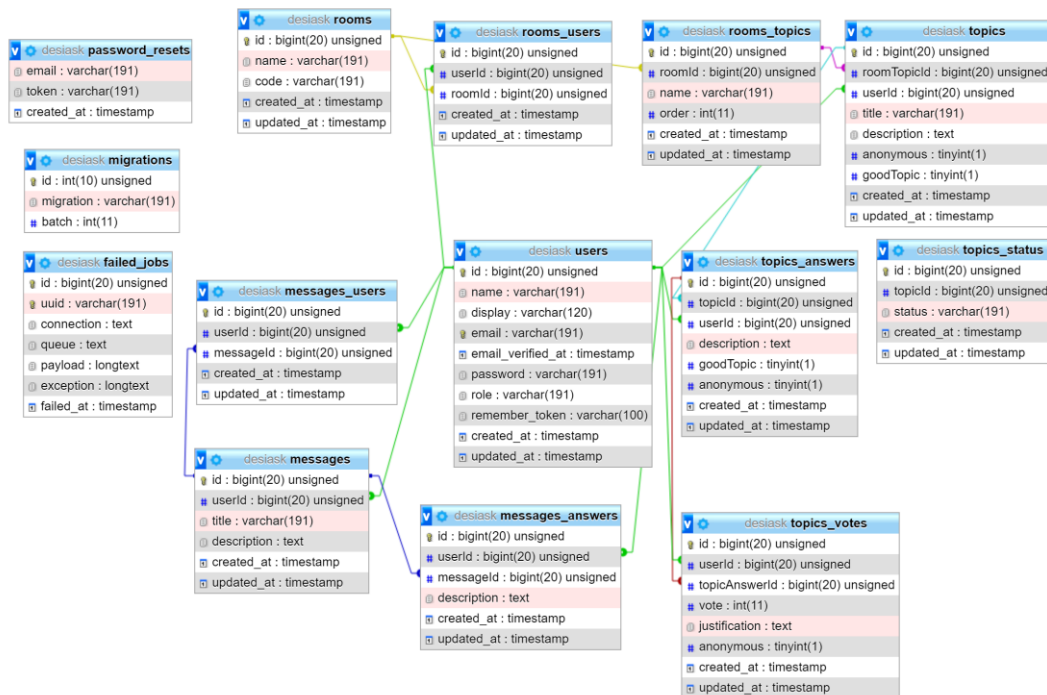 desiask password_resets
email : varchar(191)
token : varchar(191)
created_at : timestamp
desiask rooms
id : bigint(20) unsigned
name : varchar(191)
code : varchar(191)
created_at : timestamp
updated_at : timestamp
desiask rooms_users
id : bigint(20) unsigned
userId : bigint(20) unsigned
roomId : bigint(20) unsigned
created_at : timestamp
updated_at : timestamp
desiask rooms_topics
id : bigint(20) unsigned
roomId : bigint(20) unsigned
name : varchar(191)
order : int(11)
created_at : timestamp
updated_at : timestamp
desiask topics
id : bigint(20) unsigned
roomTopicId : bigint(20) unsigned
userId : bigint(20) unsigned
title : varchar(191)
description : text
anonymous : tinyint(1)
goodTopic : tinyint(1)
created_at : timestamp
updated_at : timestamp
desiask migrations
id : int(10) unsigned
migration : varchar(191)
batch : int(11)
desiask failed_jobs
id : bigint(20) unsigned
uuid : varchar(191)
connection : text
queue : text
payload : longtext
exception : longtext
failed_at : timestamp
desiask messages_users
id : bigint(20) unsigned
userId : bigint(20) unsigned
messageId : bigint(20) unsigned
created_at : timestamp
updated_at : timestamp
desiask users
id : bigint(20) unsigned
name : varchar(191)
display : varchar(120)
email : varchar(191)
email_verified_at : timestamp
password : varchar(191)
role : varchar(191)
remember_token : varchar(100)
created_at : timestamp
updated_at : timestamp
desiask topics_answers
id : bigint(20) unsigned
topicId : bigint(20) unsigned
userId : bigint(20) unsigned
description : text
goodTopic : tinyint(1)
anonymous : tinyint(1)
created_at : timestamp
updated_at : timestamp
desiask topics_status
id : bigint(20) unsigned
topicId : bigint(20) unsigned
status : varchar(191)
created_at : timestamp
updated_at : timestamp
desiask messages
id : bigint(20) unsigned
userId : bigint(20) unsigned
title : varchar(191)
description : text
created_at : timestamp
updated_at : timestamp
desiask messages_answers
id : bigint(20) unsigned
userId : bigint(20) unsigned
messageId : bigint(20) unsigned
description : text
created_at : timestamp
updated_at : timestamp
desiask topics_votes
id : bigint(20) unsigned
userId : bigint(20) unsigned
topicAnswerId : bigint(20) unsigned
vote : int(11)
justification : text
anonymous : tinyint(1)
created_at : timestamp
updated_at : timestamp